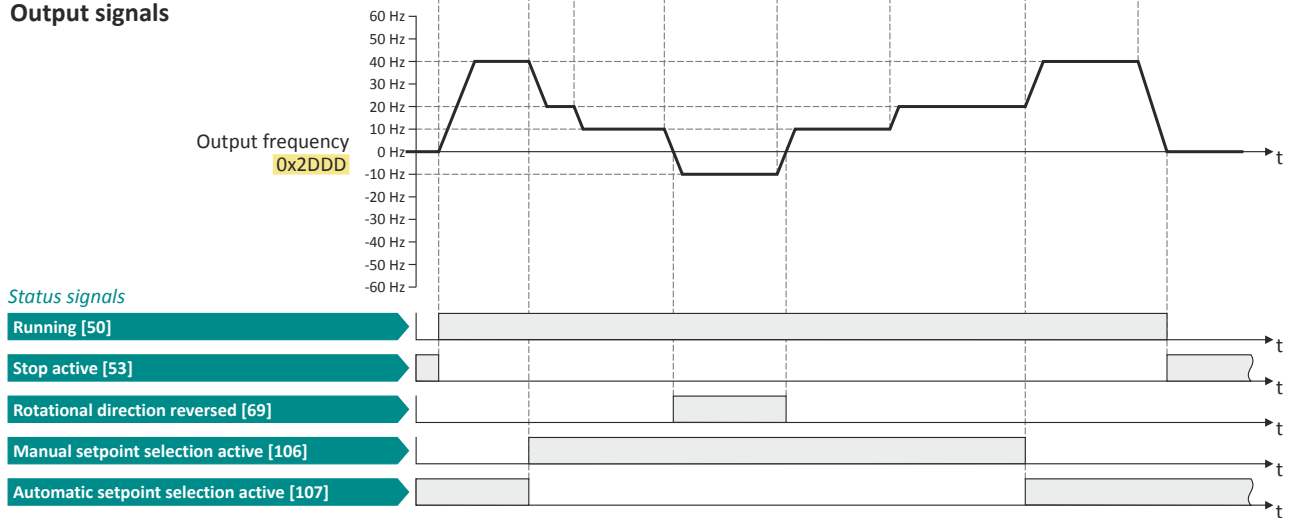 Output signals
60 Hz
50 Hz
40 Hz
30 Hz
20 Hz
10 Hz
0 Hz
-10 Hz
-20 Hz
-30 Hz
-40 Hz
-50 Hz
-60 Hz
Output frequency
0x2DDD
t
Status signals
Running [50]
t
Stop active [53]
t
Rotational direction reversed [69]
t
Manual setpoint selection active [106]
t
Automatic setpoint selection active [107]
t